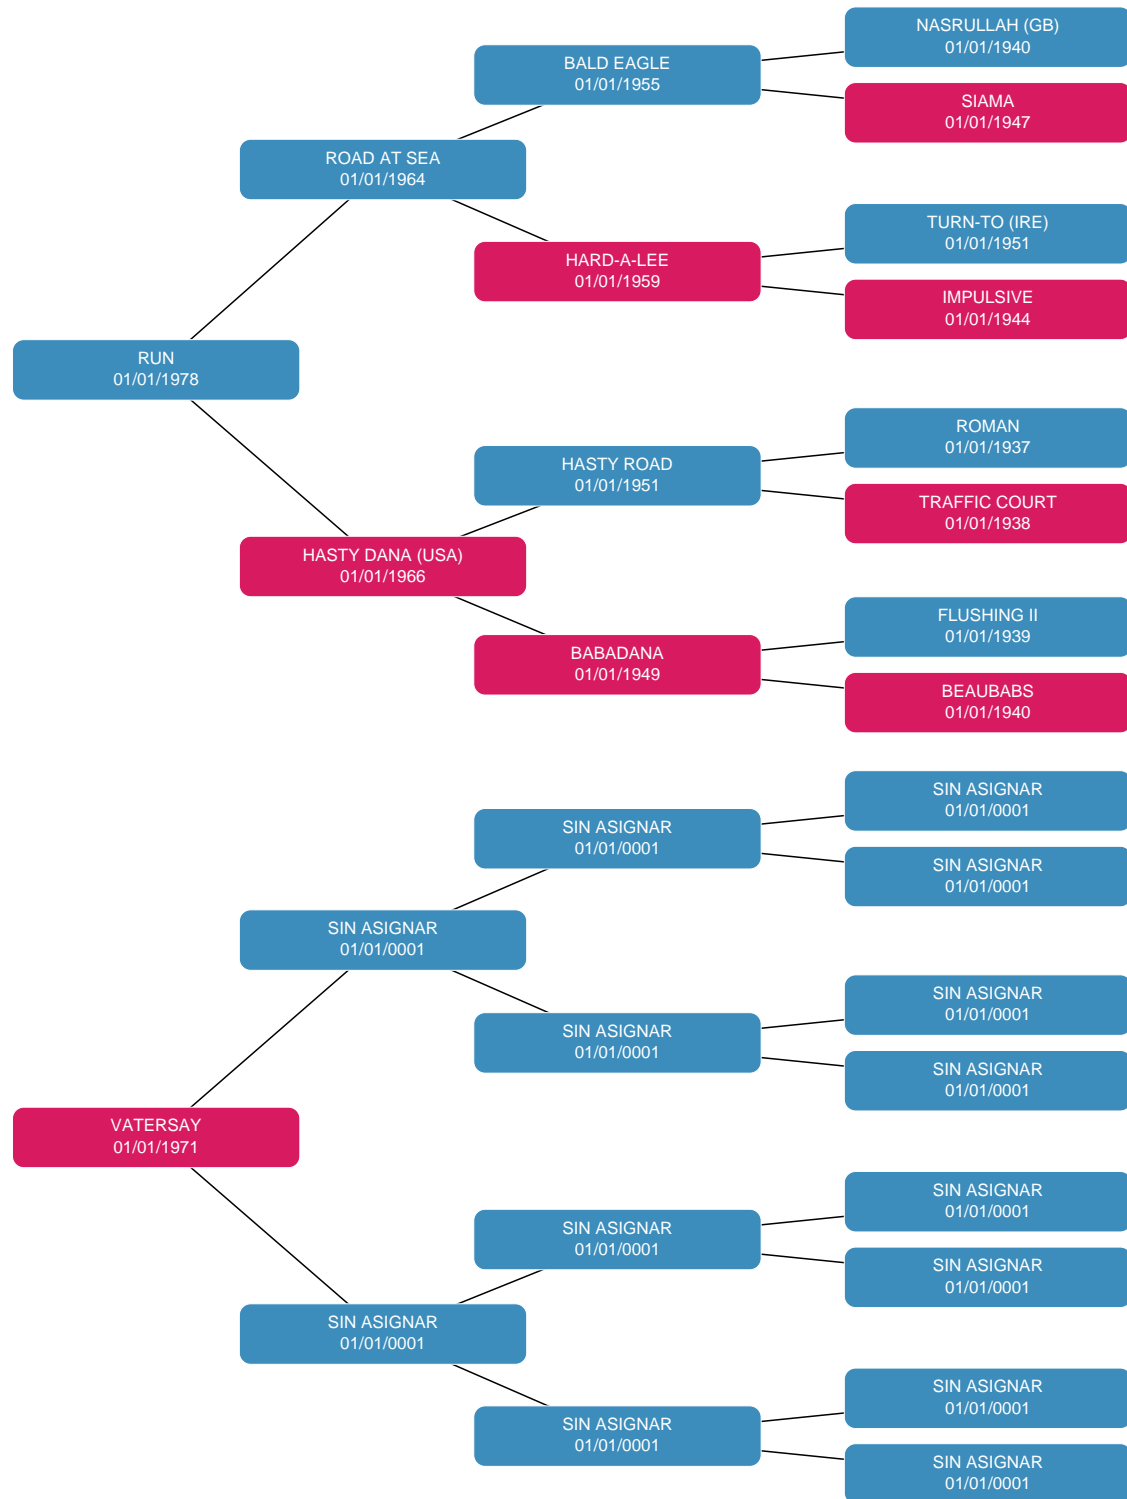 NASRULLAH (GB)
01/01/1940
BALD EAGLE
01/01/1955
SIAMA
01/01/1947
ROAD AT SEA
01/01/1964
TURN-TO (IRE)
01/01/1951
HARD-A-LEE
01/01/1959
IMPULSIVE
01/01/1944
RUN
01/01/1978
ROMAN
01/01/1937
HASTY ROAD
01/01/1951
TRAFFIC COURT
01/01/1938
HASTY DANA (USA)
01/01/1966
FLUSHING II
01/01/1939
BABADANA
01/01/1949
BEAUBABS
01/01/1940
SIN ASIGNAR
01/01/0001
SIN ASIGNAR
01/01/0001
SIN ASIGNAR
01/01/0001
SIN ASIGNAR
01/01/0001
SIN ASIGNAR
01/01/0001
SIN ASIGNAR
01/01/0001
SIN ASIGNAR
01/01/0001
VATERSAY
01/01/1971
SIN ASIGNAR
01/01/0001
SIN ASIGNAR
01/01/0001
SIN ASIGNAR
01/01/0001
SIN ASIGNAR
01/01/0001
SIN ASIGNAR
01/01/0001
SIN ASIGNAR
01/01/0001
SIN ASIGNAR
01/01/0001